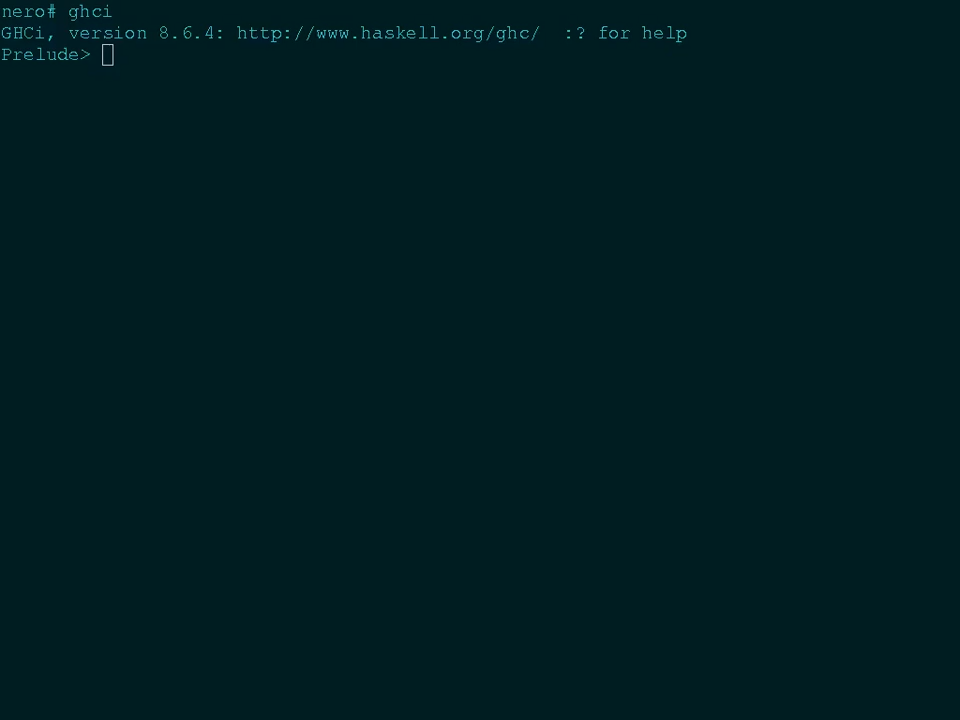 nero# ghci
GHCi, version 8.6.4: http://www.haskell.org/ghc/  :? for help
Prelude>